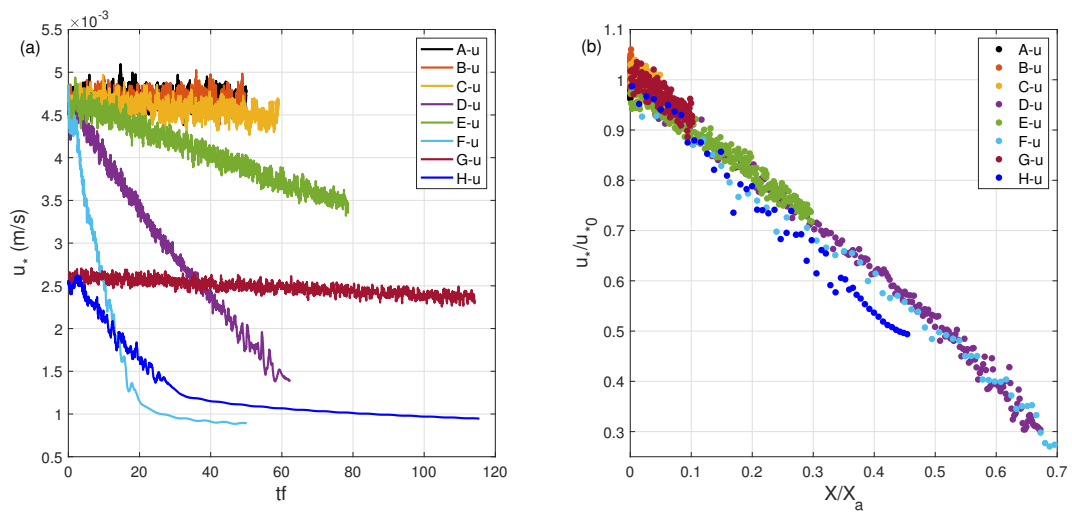 (a)
×10⁻³
5.5
5
4.5
4
3.5
3
2.5
2
1.5
1
0.5
u* (m/s)
0 20 40 60 80 100 120
tf
A-u
B-u
C-u
D-u
E-u
F-u
G-u
H-u
(b)
1.1
1
0.9
0.8
0.7
0.6
0.5
0.4
0.3
u*/u*0
0 0.1 0.2 0.3 0.4 0.5 0.6 0.7
X/Xa
A-u
B-u
C-u
D-u
E-u
F-u
G-u
H-u